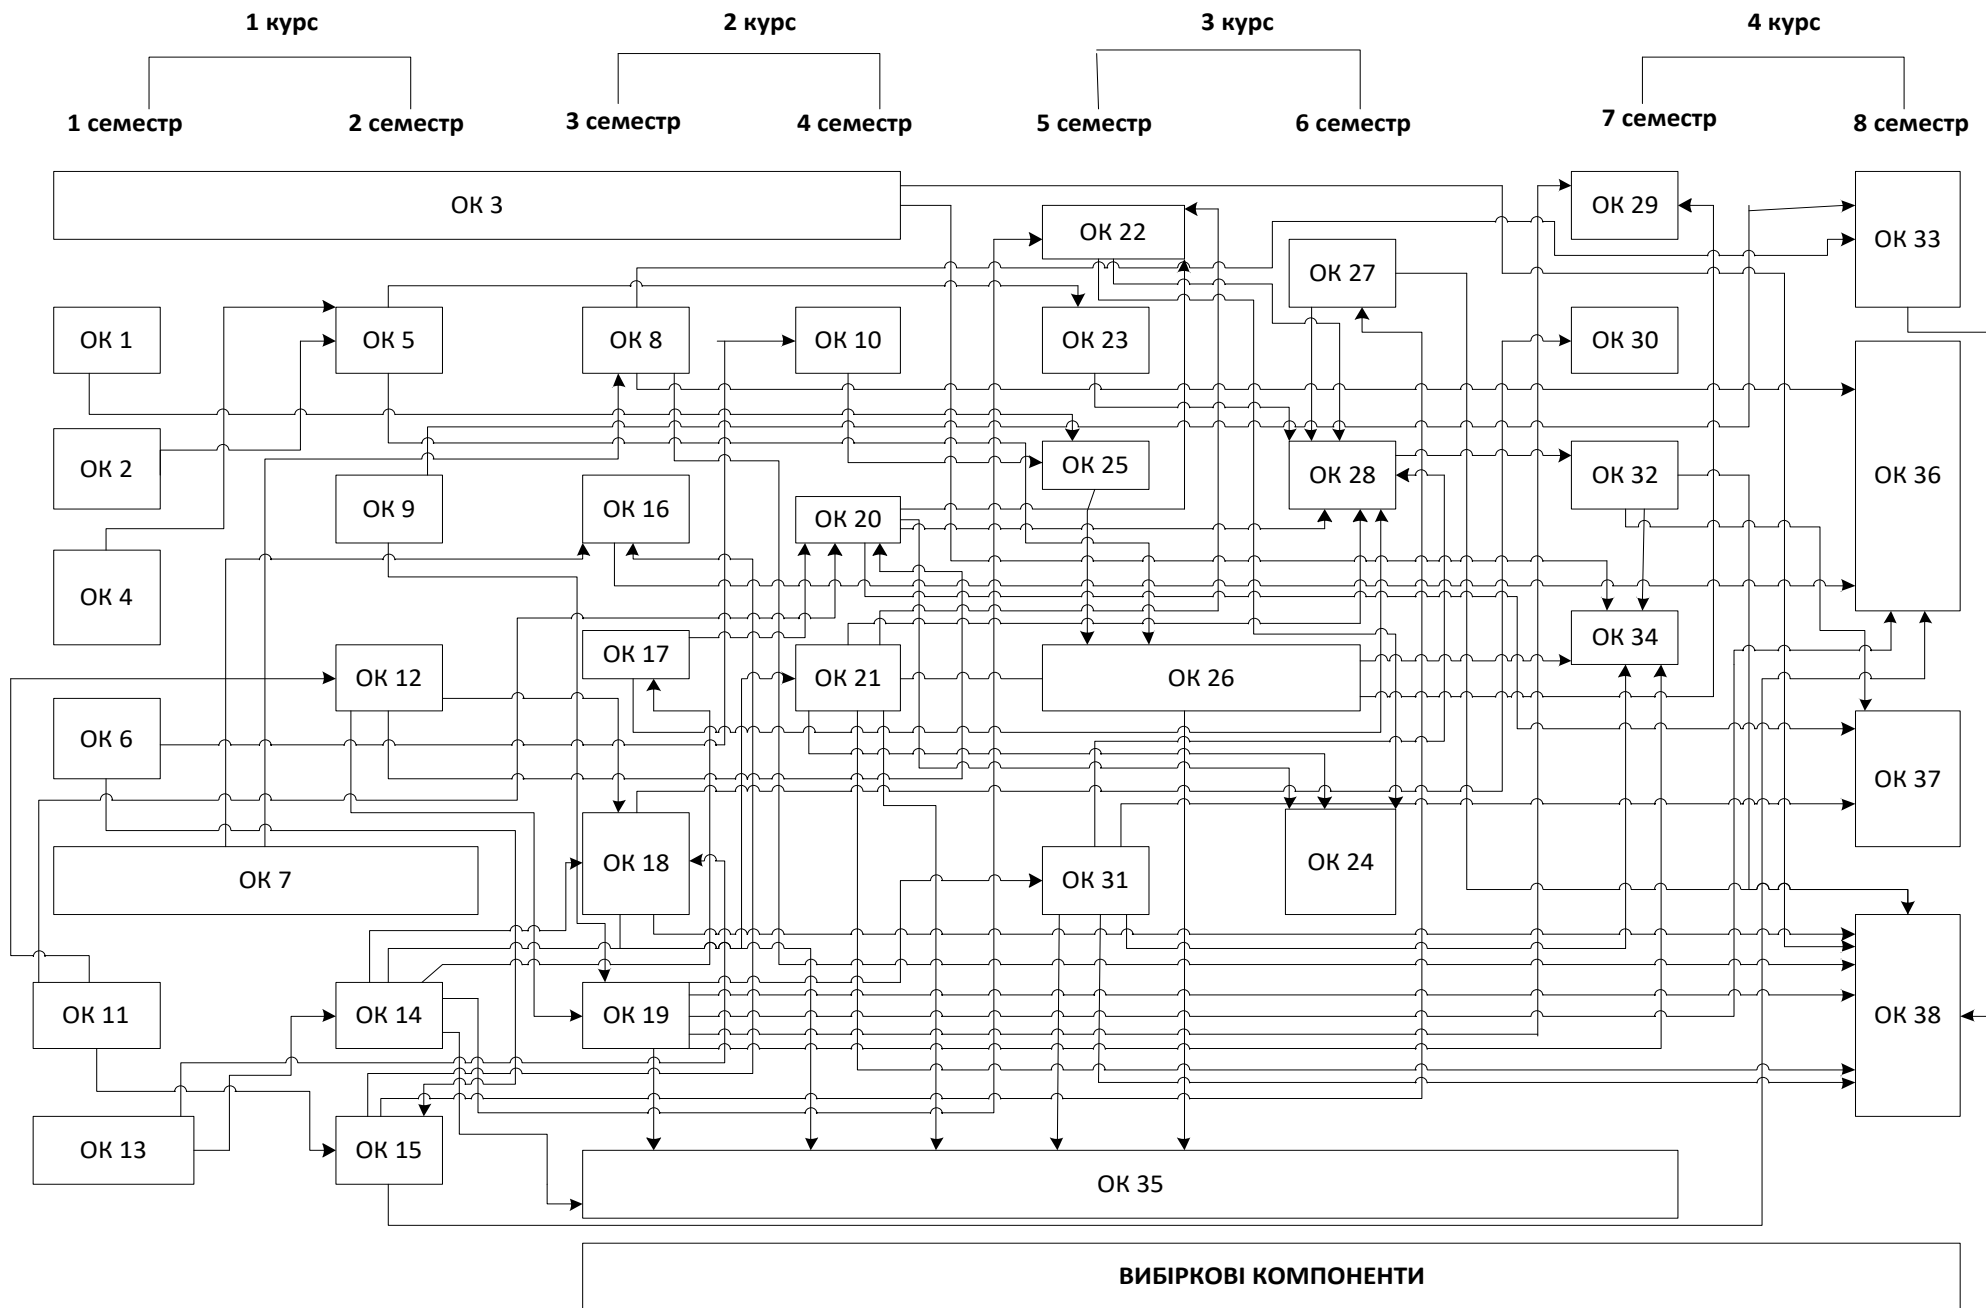 1 курс 2 курс 3 курс 4 курс
1 семестр 2 семестр 3 семестр 4 семестр 5 семестр 6 семестр 7 семестр 8 семестр
ОК 3
ОК 29
ОК 22
ОК 33
ОК 27
ОК 1
ОК 5
ОК 8
ОК 10
ОК 23
ОК 30
ОК 2
ОК 25
ОК 28
ОК 32
ОК 36
ОК 9
ОК 16
ОК 20
ОК 4
ОК 34
ОК 17
ОК 12
ОК 21
ОК 26
ОК 6
ОК 37
ОК 18
ОК 24
ОК 7
ОК 31
ОК 11
ОК 14
ОК 19
ОК 38
ОК 13
ОК 15
ОК 35
ВИБІРКОВІ КОМПОНЕНТИ